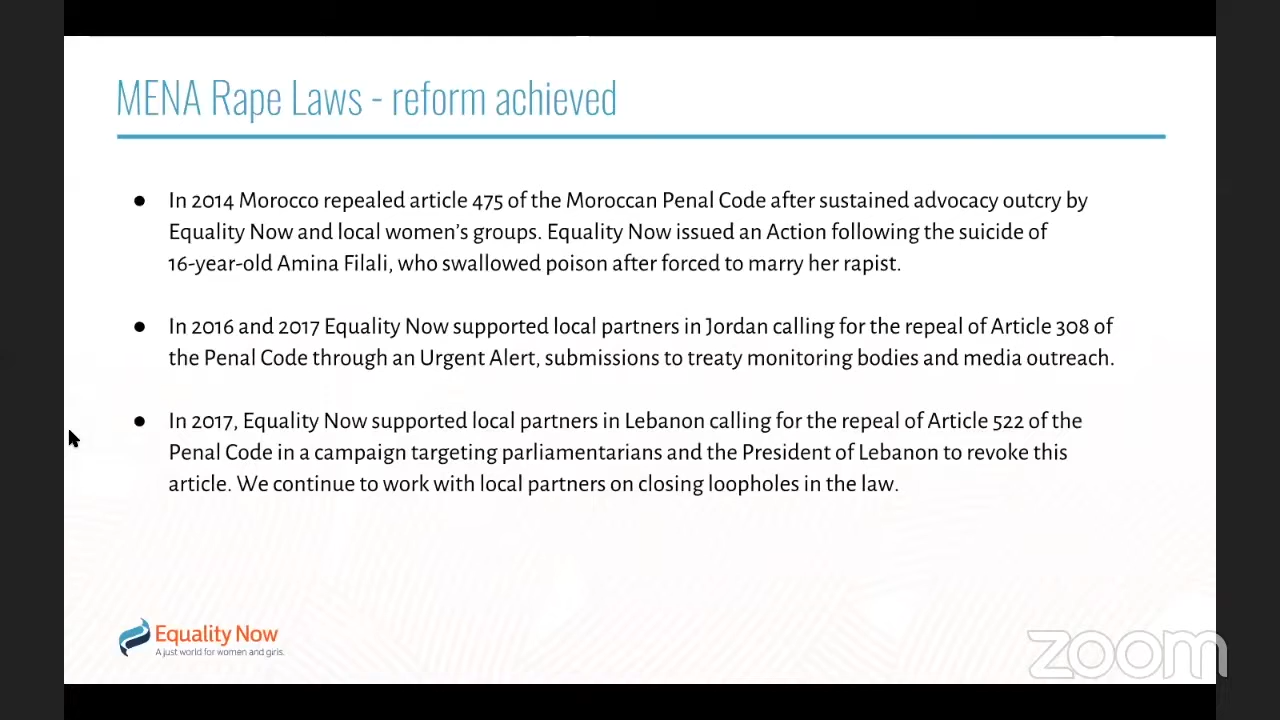 MENA Rape Laws - reform achieved
● In 2014 Morocco repealed article 475 of the Moroccan Penal Code after sustained advocacy outcry by
Equality Now and local women's groups. Equality Now issued an Action following the suicide of
16-year-old Amina Filali, who swallowed poison after forced to marry her rapist.
● In 2016 and 2017 Equality Now supported local partners in Jordan calling for the repeal of Article 308 of
the Penal Code through an Urgent Alert, submissions to treaty monitoring bodies and media outreach.
● In 2017, Equality Now supported local partners in Lebanon calling for the repeal of Article 522 of the
Penal Code in a campaign targeting parliamentarians and the President of Lebanon to revoke this
article. We continue to work with local partners on closing loopholes in the law.
Equality Now
A just world for women and girls.
zoom